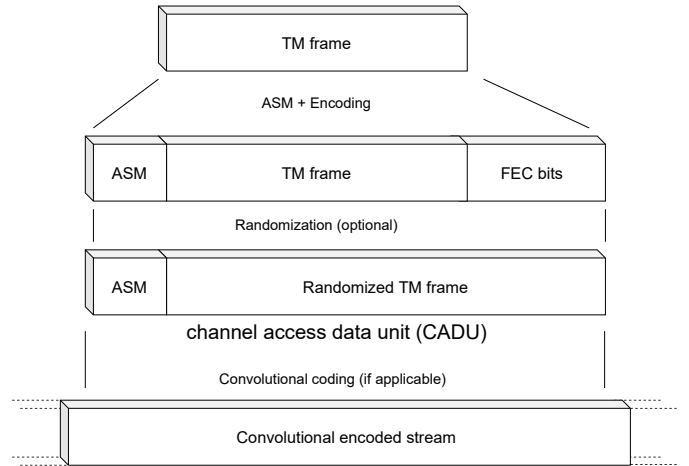 TM frame
ASM + Encoding
ASM TM frame FEC bits
Randomization (optional)
ASM Randomized TM frame
channel access data unit (CADU)
Convolutional coding (if applicable)
Convolutional encoded stream